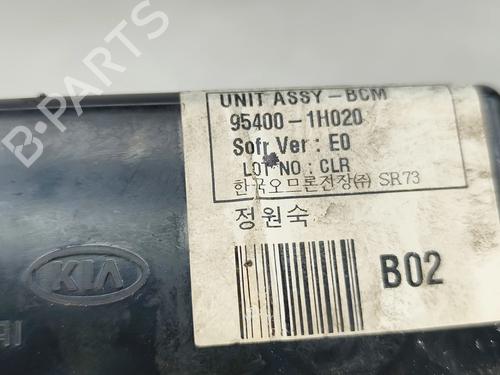 UNIT ASSY-BCM
95400-1H020
Sofr Ver : E0
LOT NO : CLR
한국오므론전장(주) SR73
정원숙
B02
KIA
B-PARTS